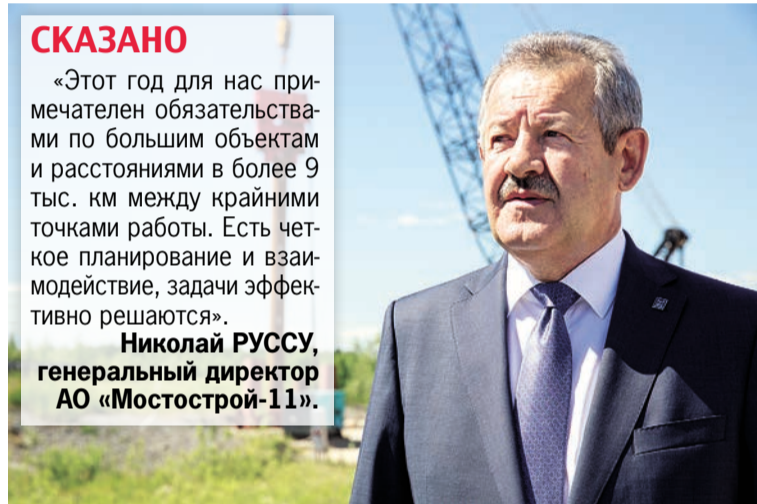 СКАЗАНО
«Этот год для нас при-
мечателен обязательства-
ми по большим объектам
и расстояниями в более 9
тыс. км между крайними
точками работы. Есть чет-
кое планирование и взаи-
модействие, задачи эффек-
тивно решаются».
Николай РУССУ,
генеральный директор
АО «Мостострой-11».